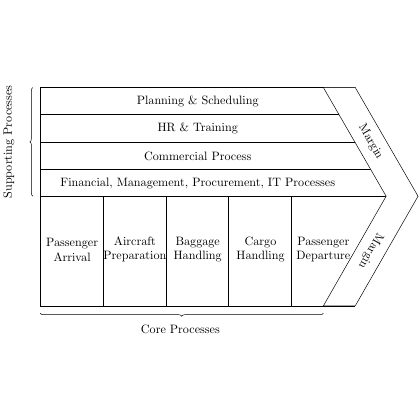 Supporting Processes
Planning & Scheduling
HR & Training
Commercial Process
Financial, Management, Procurement, IT Processes
Margin
Passenger
Arrival
Aircraft
Preparation
Baggage
Handling
Cargo
Handling
Passenger
Departure
Margin
Core Processes